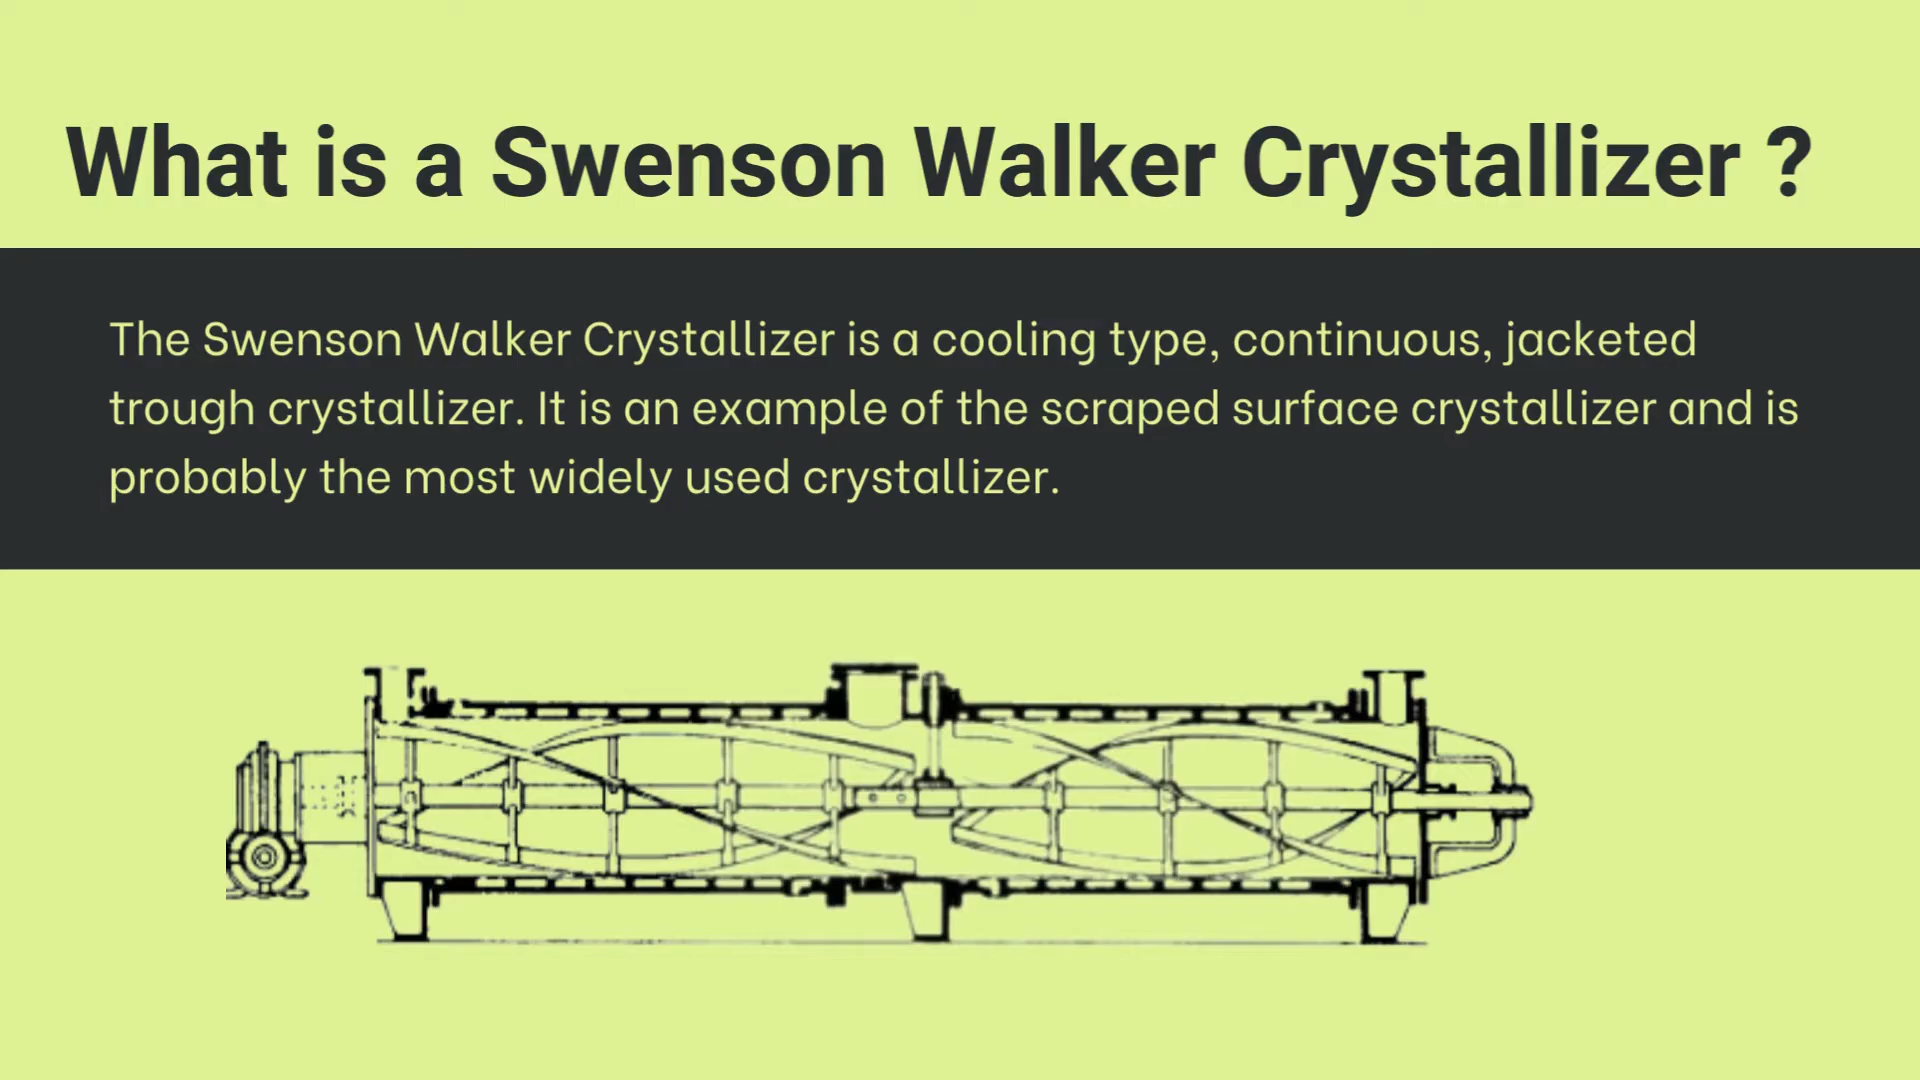 What is a Swenson Walker Crystallizer ?
The Swenson Walker Crystallizer is a cooling type, continuous, jacketed
trough crystallizer. It is an example of the scraped surface crystallizer and is
probably the most widely used crystallizer.